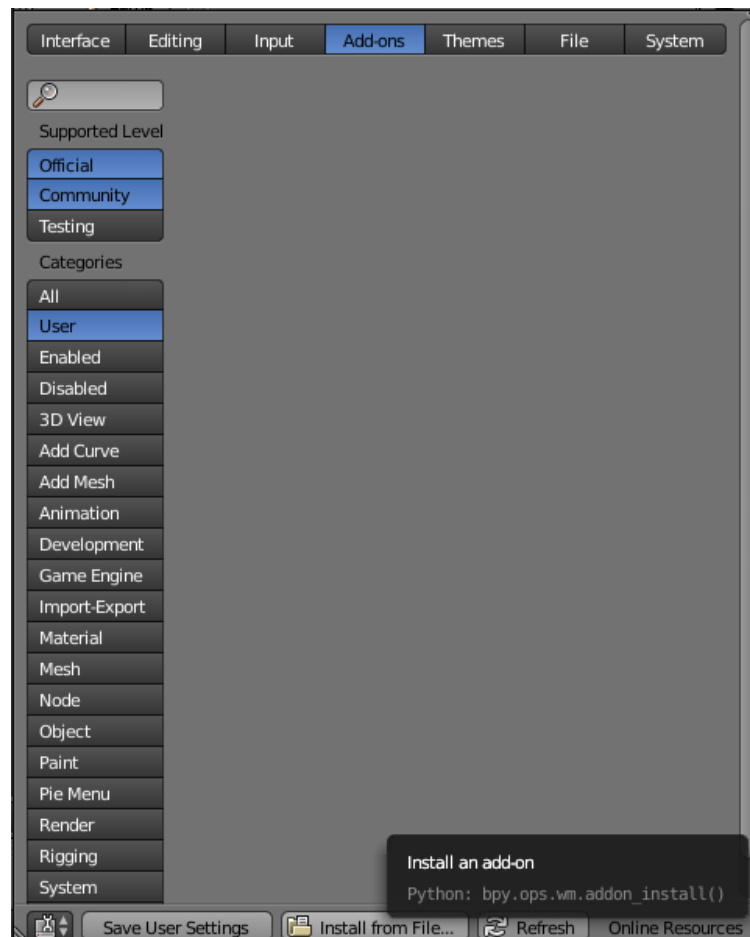 Interface Editing Input Add-ons Themes File System
Supported Level
Official
Community
Testing
Categories
All
User
Enabled
Disabled
3D View
Add Curve
Add Mesh
Animation
Development
Game Engine
Import-Export
Material
Mesh
Node
Object
Paint
Pie Menu
Render
Rigging
System
Install an add-on
Python: bpy.ops.wm.addon_install()
Save User Settings Install from File... Refresh Online Resources